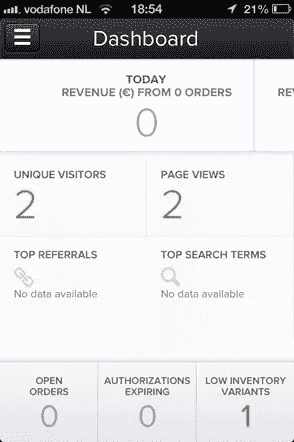 vodafone NL 18:54 21%
Dashboard
TODAY
REVENUE (€) FROM 0 ORDERS
0
REV
UNIQUE VISITORS
2
PAGE VIEWS
2
TOP REFERRALS
No data available
TOP SEARCH TERMS
No data available
OPEN
ORDERS
0
AUTHORIZATIONS
EXPIRING
0
LOW INVENTORY
VARIANTS
1